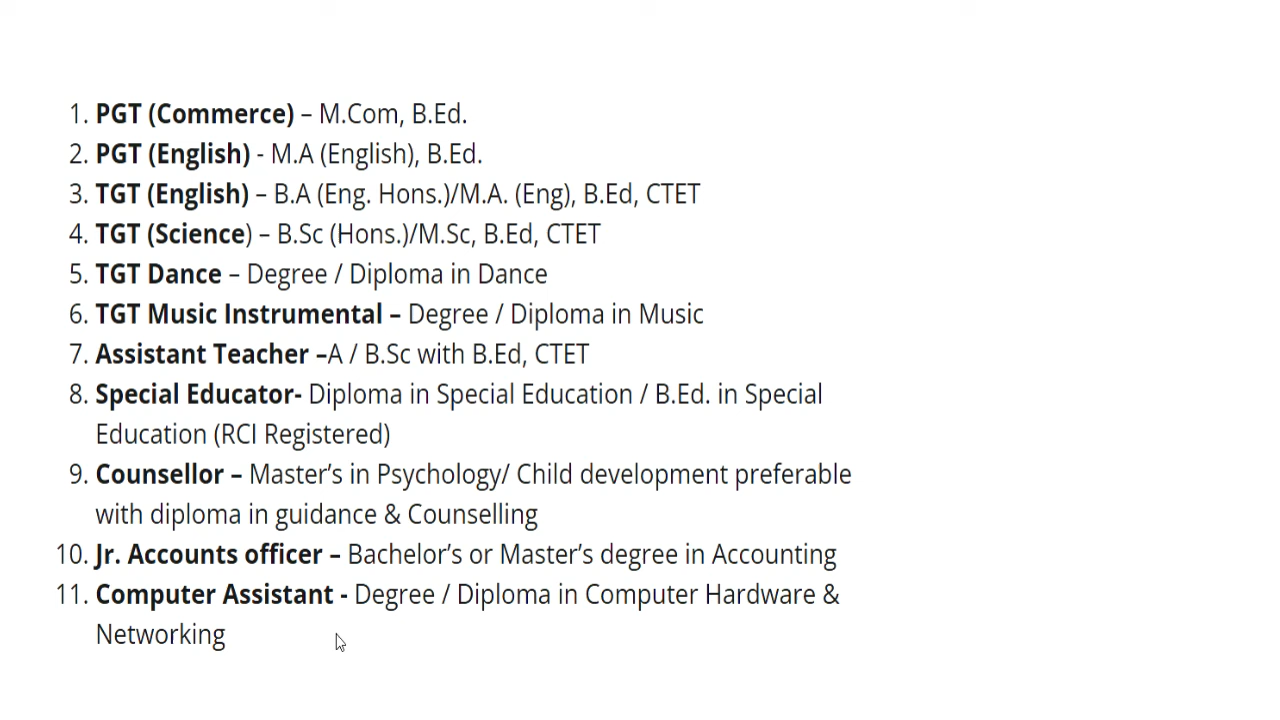 1. PGT (Commerce) – M.Com, B.Ed.
2. PGT (English) - M.A (English), B.Ed.
3. TGT (English) – B.A (Eng. Hons.)/M.A. (Eng), B.Ed, CTET
4. TGT (Science) – B.Sc (Hons.)/M.Sc, B.Ed, CTET
5. TGT Dance – Degree / Diploma in Dance
6. TGT Music Instrumental – Degree / Diploma in Music
7. Assistant Teacher –A / B.Sc with B.Ed, CTET
8. Special Educator- Diploma in Special Education / B.Ed. in Special
Education (RCI Registered)
9. Counsellor – Master’s in Psychology/ Child development preferable
with diploma in guidance & Counselling
10. Jr. Accounts officer – Bachelor’s or Master’s degree in Accounting
11. Computer Assistant - Degree / Diploma in Computer Hardware &
Networking